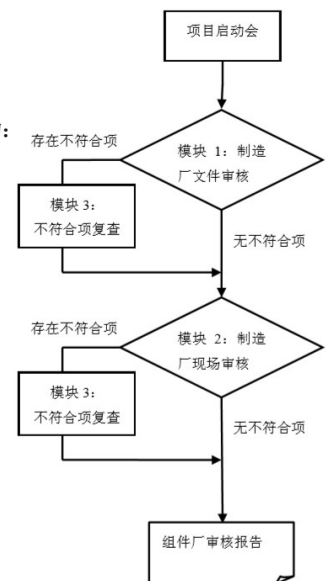 项目启动会
:
存在不符合项
模块 1：制造
厂文件审核
模块 3：
不符合项复查
无不符合项
存在不符合项
模块 2：制造
厂现场审核
模块 3：
不符合项复查
无不符合项
组件厂审核报告